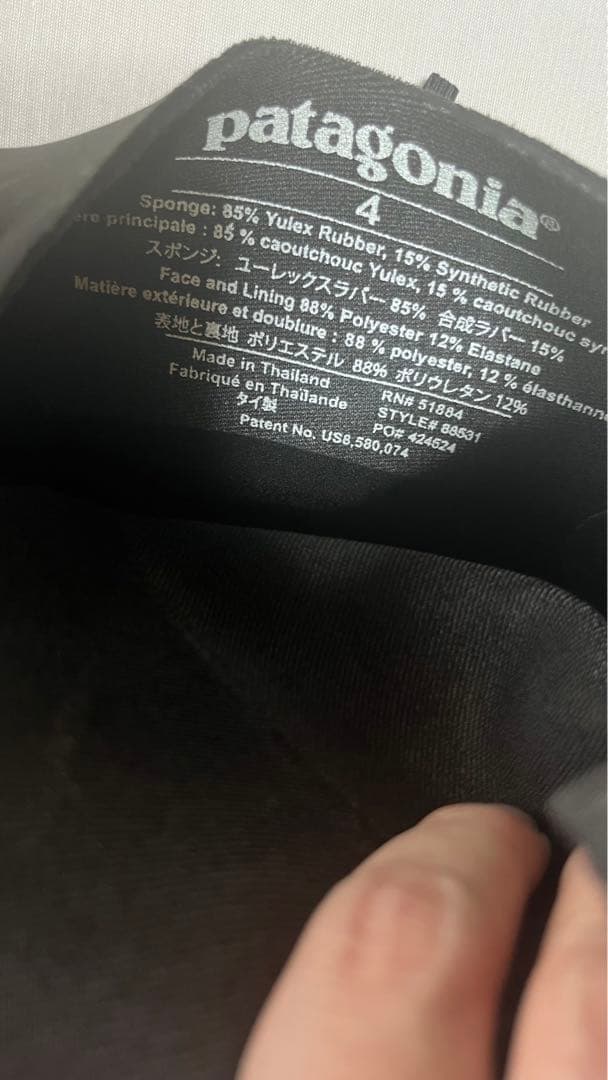 patagonia®
4
Sponge: 85% Yulex Rubber, 15% Synthetic Rubber
principale : 85 % caoutchouc Yulex, 15 % caoutchouc
スポンジ: ユーレックスラバー 85% 合成ラバー 15%
Face and Lining 88% Polyester 12% Elastane
Matière extérieure et doublure : 88 % polyester, 12 % élasthanne
表地と裏地 ポリエステル 88% ポリウレタン 12%
Made in Thailand
Fabriqué en Thaïlande
タイ製
RN# 51884
STYLE# 88531
PO# 424624
Patent No. US8,580,074